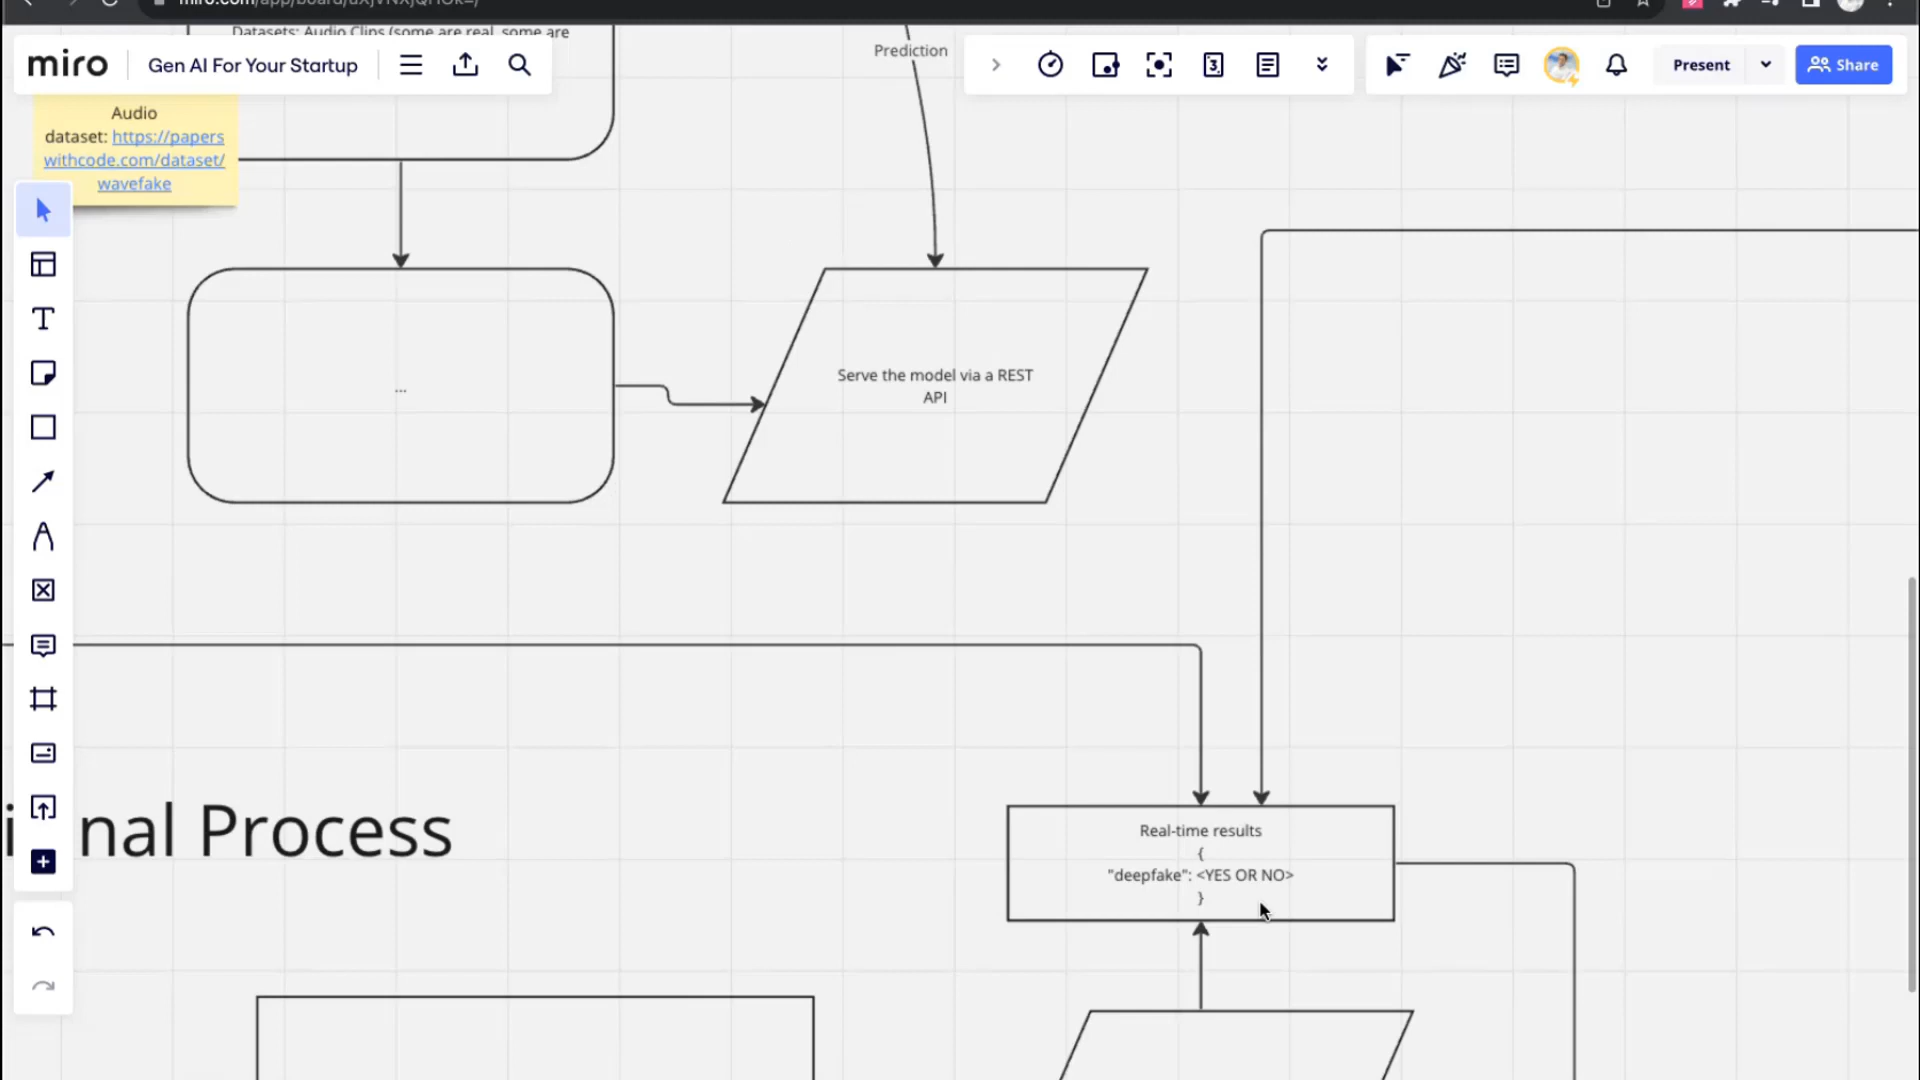 Datasets: Audio Clips (some are real, some are
Prediction
miro
Gen AI For Your Startup
3
Present
Share
Audio
dataset: https://papers
withcode.com/dataset/
wavefake
...
Serve the model via a REST
API
nal Process
Real-time results
{
"deepfake": <YES OR NO>
}